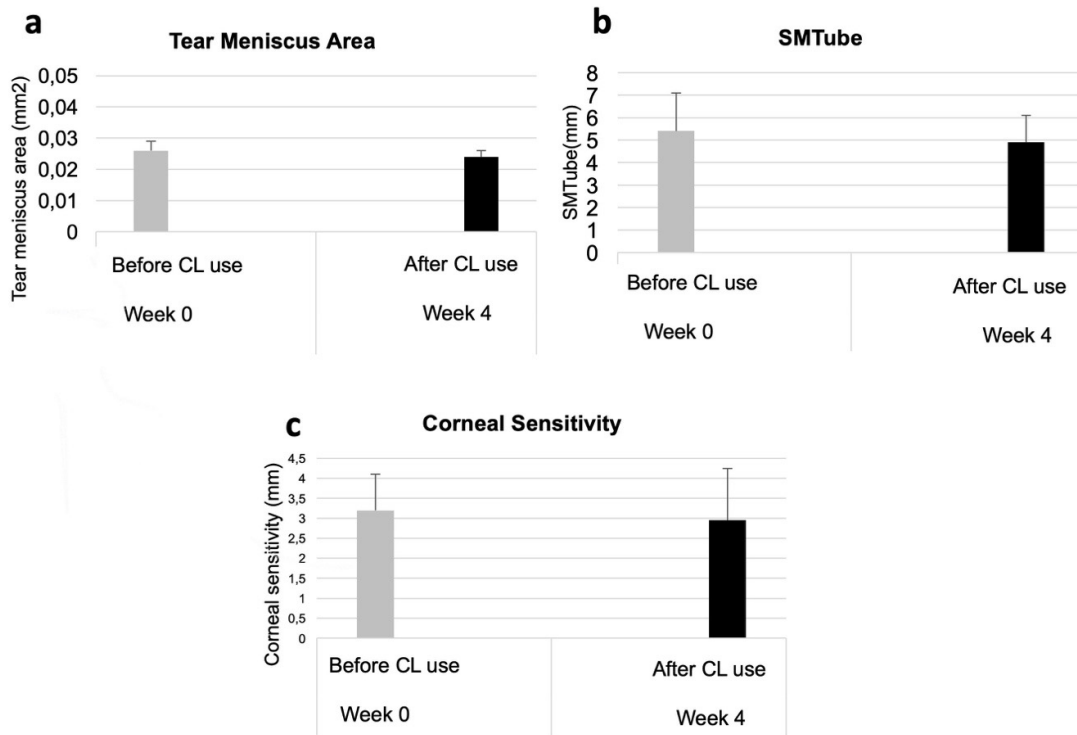 a
Tear Meniscus Area
Tear meniscus area (mm2)
0,05
0,04
0,03
0,02
0,01
0
Before CL use
After CL use
Week 0
Week 4
b
SMTube
SMTube(mm)
8
7
6
5
4
3
2
1
0
Before CL use
After CL use
Week 0
Week 4
c
Corneal Sensitivity
Corneal sensitivity (mm)
4,5
4
3,5
3
2,5
2
1,5
1
0,5
0
Before CL use
After CL use
Week 0
Week 4